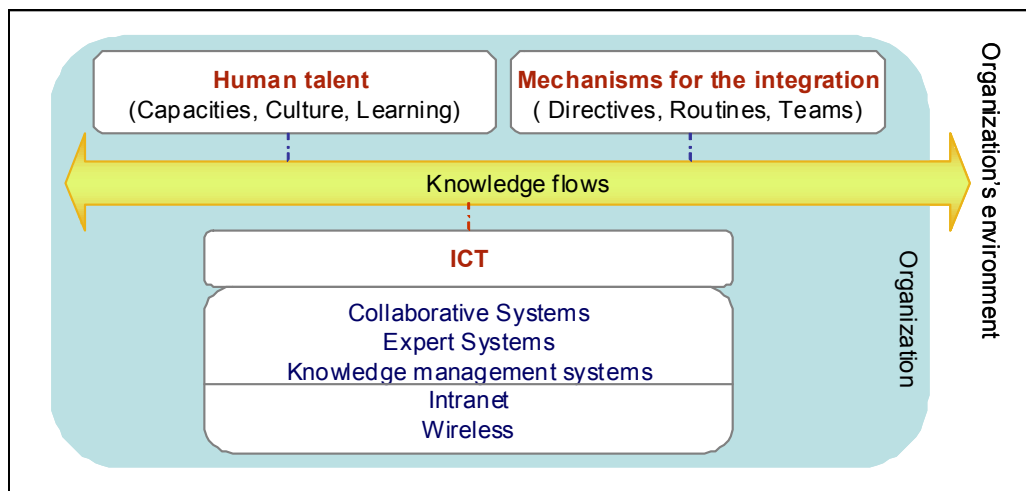 Human talent
(Capacities, Culture, Learning)
Mechanisms for the integration
( Directives, Routines, Teams)
Knowledge flows
ICT
Collaborative Systems
Expert Systems
Knowledge management systems
Intranet
Wireless
Organization
Organization's environment